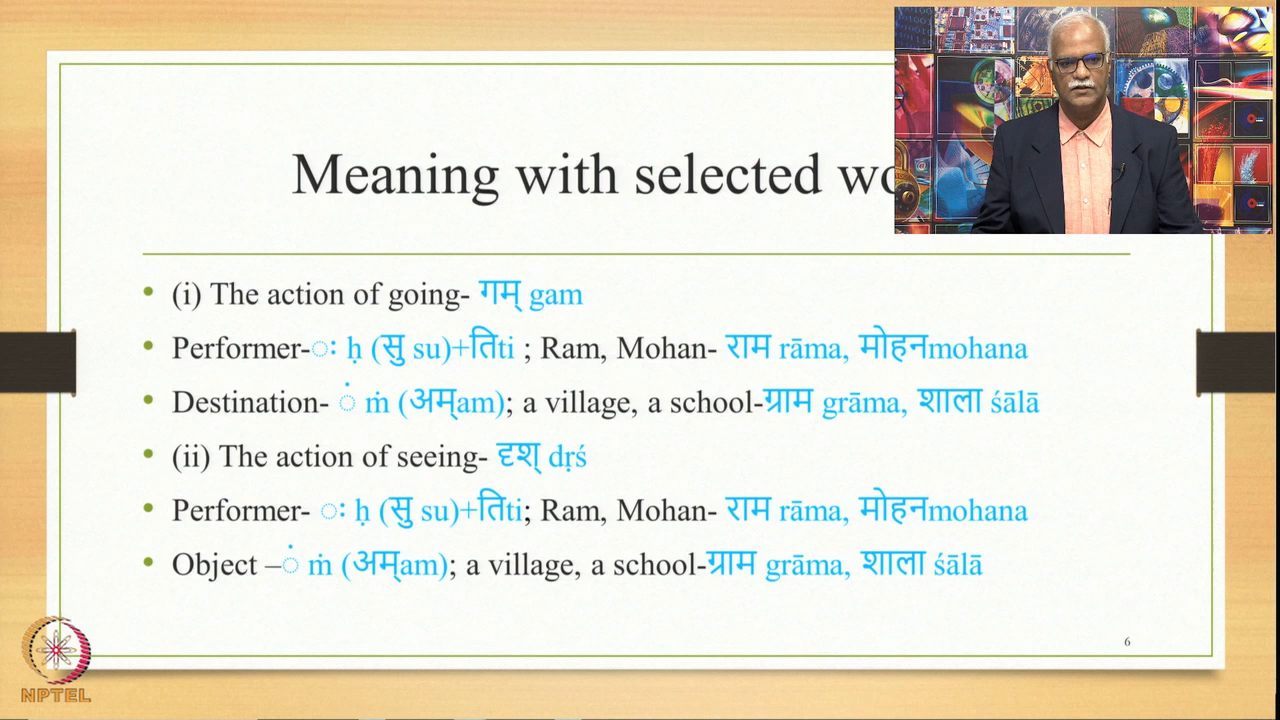 Meaning with selected
• (i) The action of going- गम् gam
• Performer-ः ḥ (सु su)+तिti ; Ram, Mohan- राम rāma, मोहनmohana
• Destination- ं ṁ (अम्am); a village, a school-ग्राम grāma, शाला śālā
• (ii) The action of seeing- दृश् dṛś
• Performer- ः ḥ (सु su)+तिti; Ram, Mohan- राम rāma, मोहनmohana
• Object –ं ṁ (अम्am); a village, a school-ग्राम grāma, शाला śālā
6
NPTEL